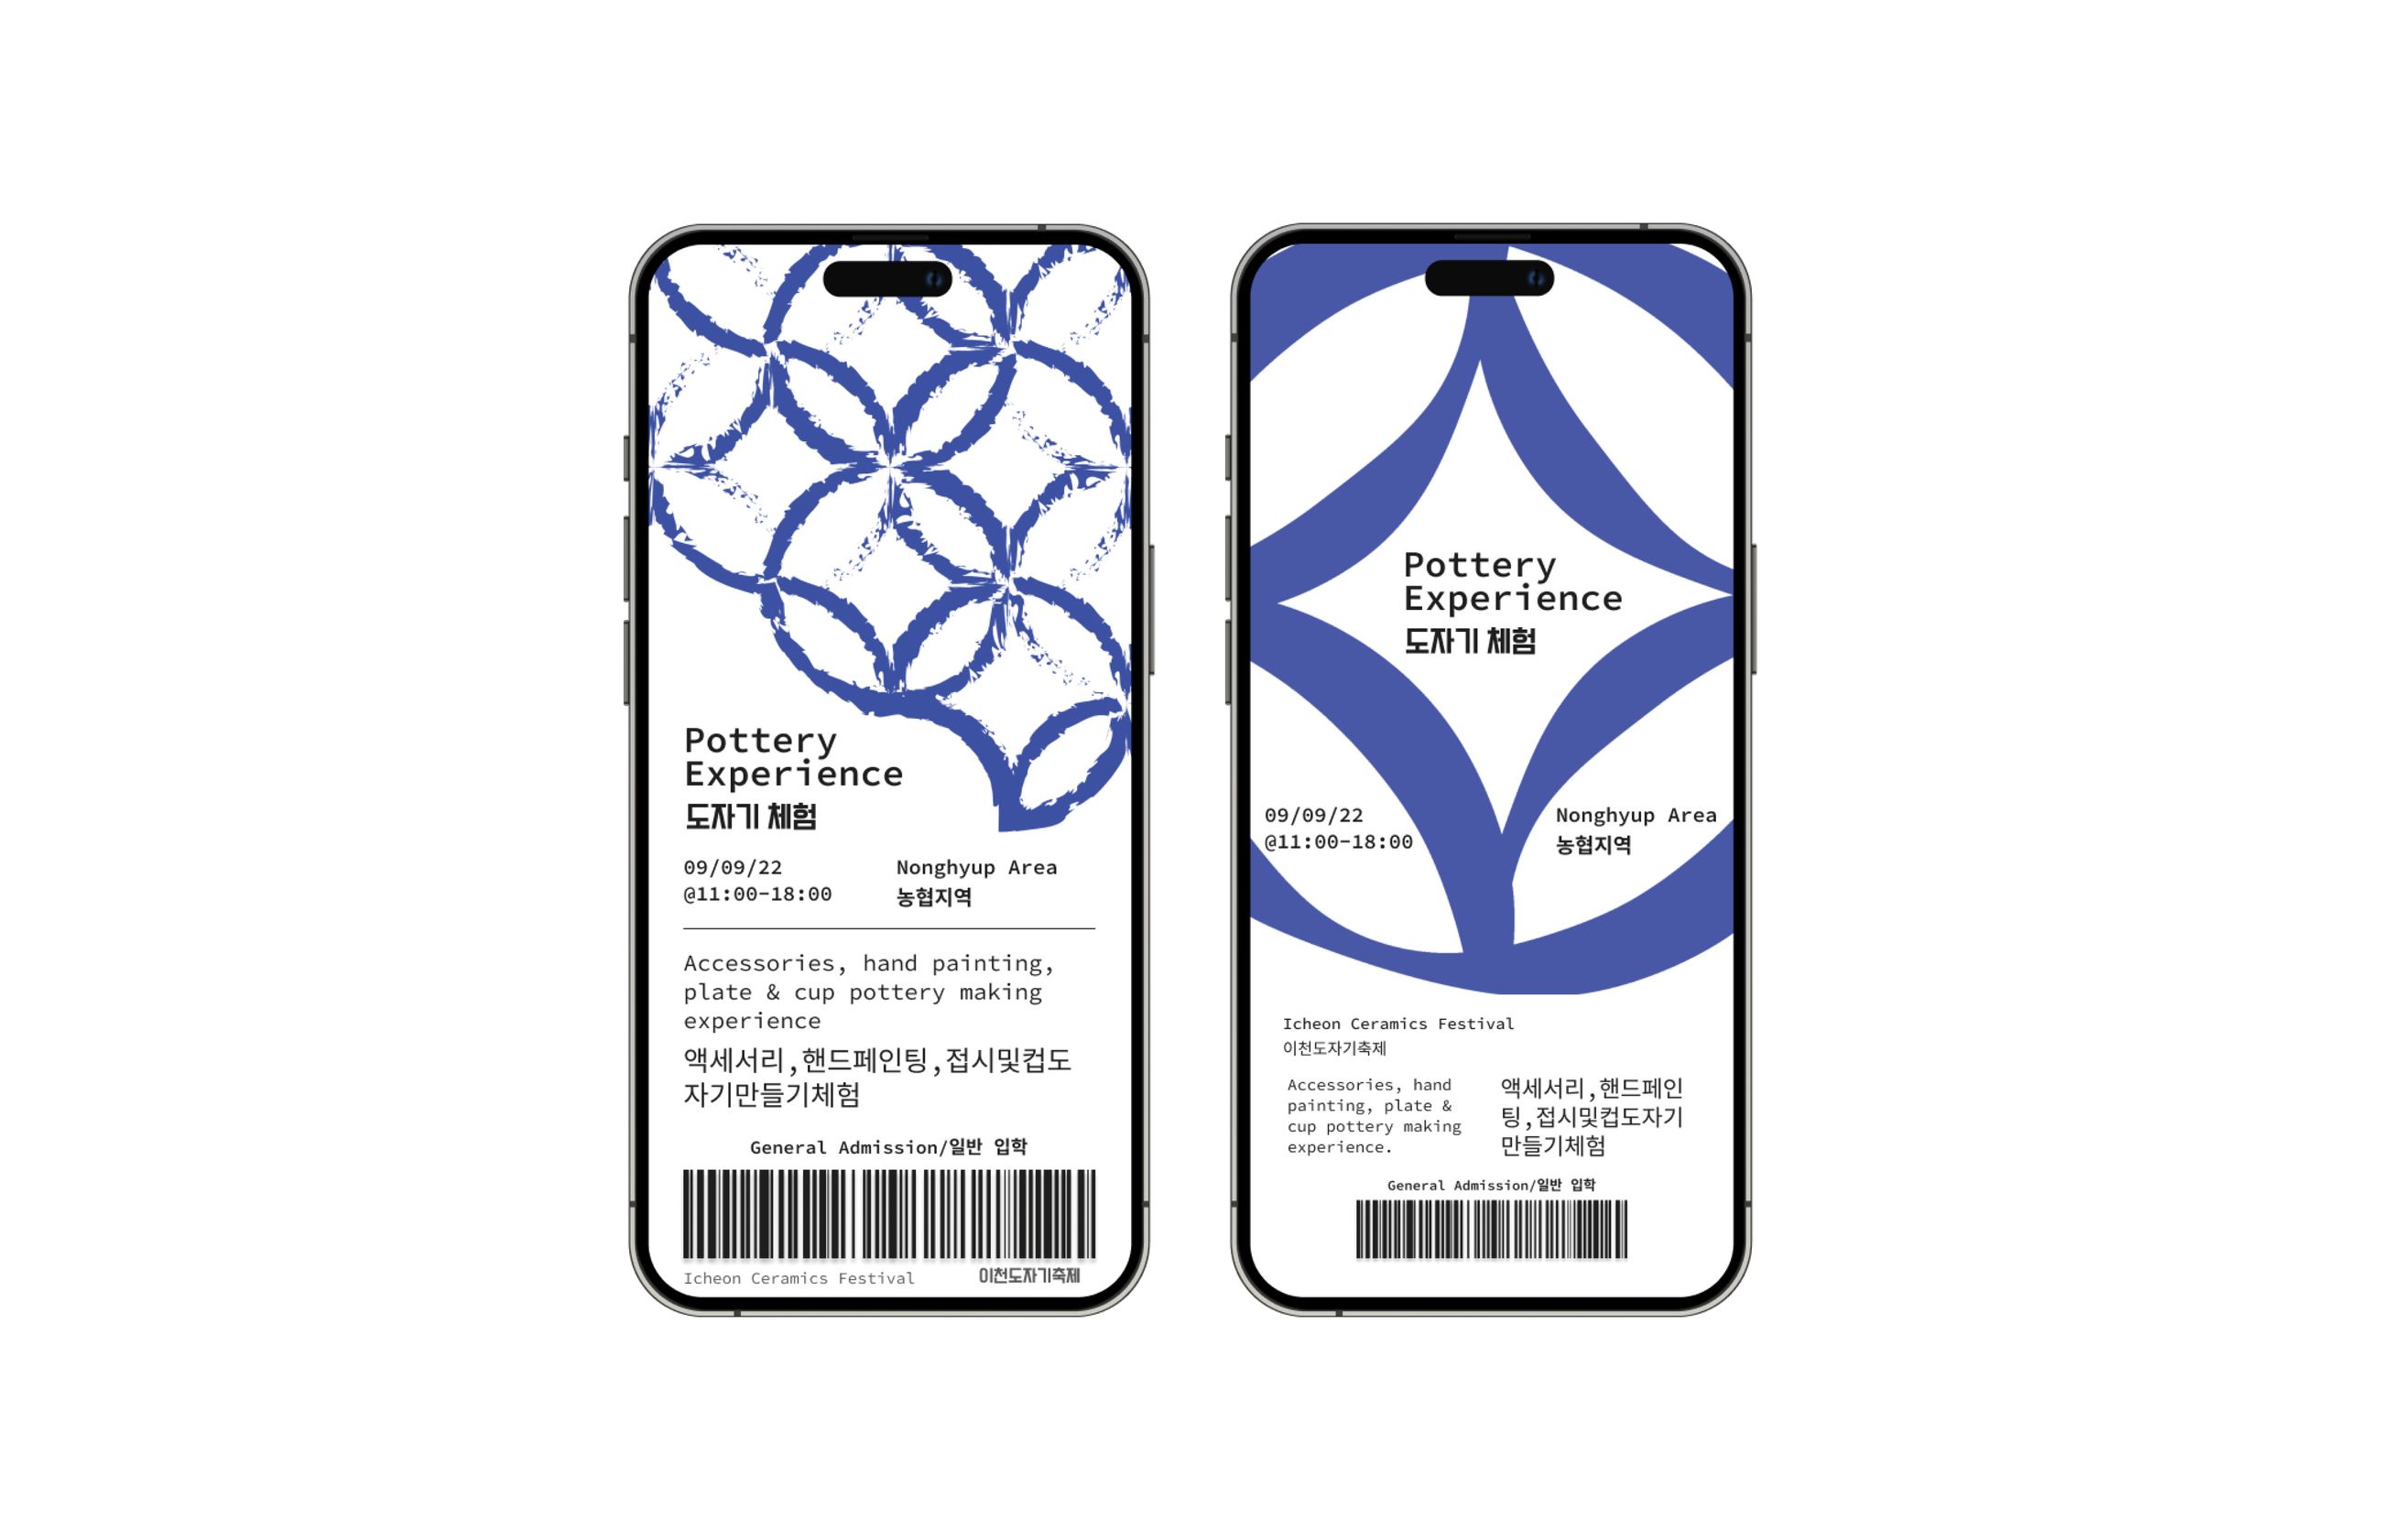 Pottery
Experience
도자기 체험
09/09/22
@11:00-18:00
Nonghyup Area
농협지역
Accessories, hand painting,
plate & cup pottery making
experience
액세서리,핸드페인팅,접시및컵도
자기만들기체험
General Admission/일반 입학
Icheon Ceramics Festival
이천도자기축제
Pottery
Experience
도자기 체험
09/09/22
@11:00-18:00
Nonghyup Area
농협지역
Icheon Ceramics Festival
이천도자기축제
Accessories, hand
painting, plate &
cup pottery making
experience.
액세서리,핸드페인
팅,접시및컵도자기
만들기체험
General Admission/일반 입학